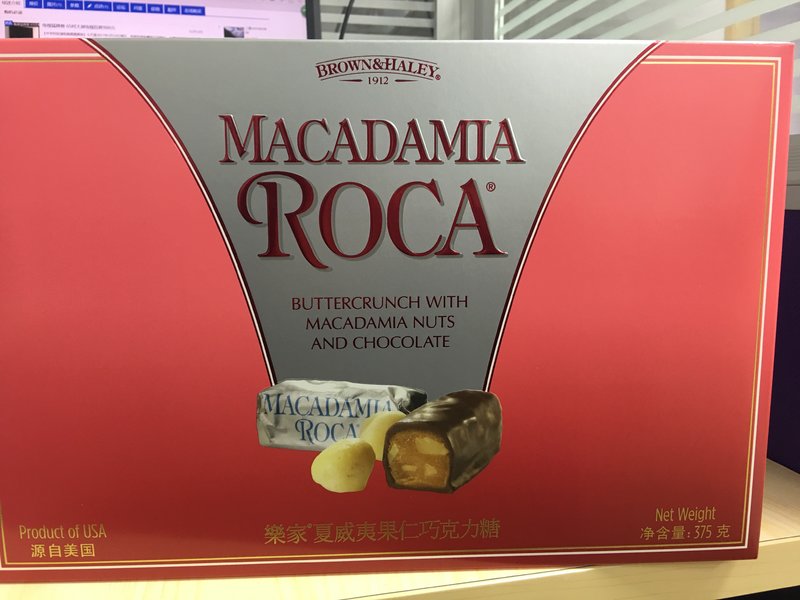 BROWN&HALEY®
1912
MACADAMIA
ROCA®
BUTTERCRUNCH WITH
MACADAMIA NUTS
AND CHOCOLATE
MACADAMIA
ROCA
Product of USA
源自美国
樂家®夏威夷果仁巧克力糖
Net Weight
净含量: 375 克